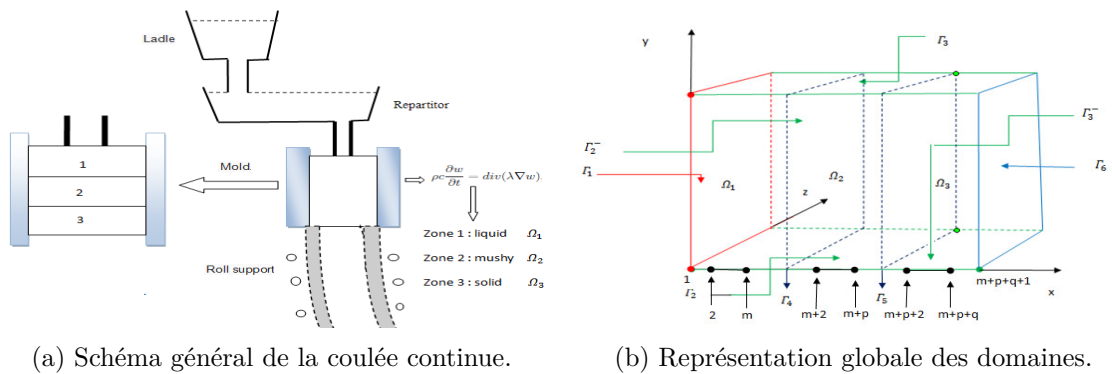 Ladle
Repartitor
1
2
3
Mold
ρc ∂w/∂t = div(λ∇w).
Zone 1 : liquid Ω₁
Zone 2 : mushy Ω₂
Zone 3 : solid Ω₃
Roll support
(a) Schéma général de la coulée continue.
y
Γ₃
Γ₂⁻
Γ₃⁻
Γ₁
Γ₆
Ω₁
Ω₂
Ω₃
z
1
Γ₂
Γ₄
Γ₅
m+p+q+1
x
2
m
m+2
m+p
m+p+2
m+p+q
(b) Représentation globale des domaines.